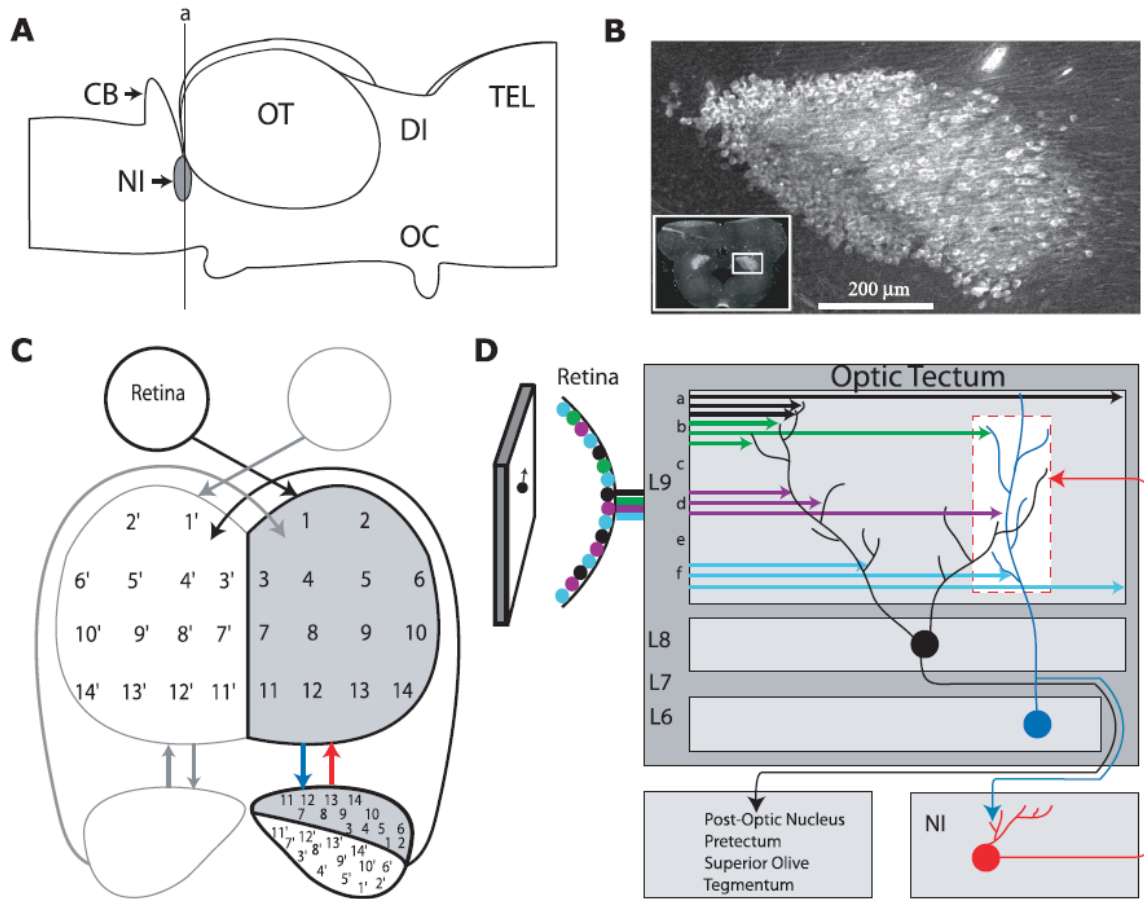 A
a
CB
OT
TEL
DI
NI
OC
B
200 μm
C
Retina
2' 1' 1 2
6' 5' 4' 3' 3 4 5 6
10' 9' 8' 7' 7 8 9 10
14' 13' 12' 11' 11 12 13 14
11 12 13 14
7 8 9 10
3 4 5 6
1 2
11' 12' 13' 14'
7' 8' 9' 10' 6'
3' 4' 5' 1' 2'
D
Retina
Optic Tectum
a
b
c
L9
d
e
f
L8
L7
L6
Post-Optic Nucleus
Pretectum
Superior Olive
Tegmentum
NI